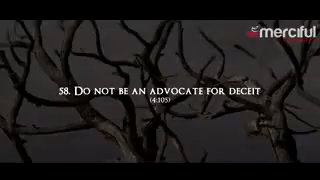 merciful
58. Do not be an advocate for deceit
(4:105)